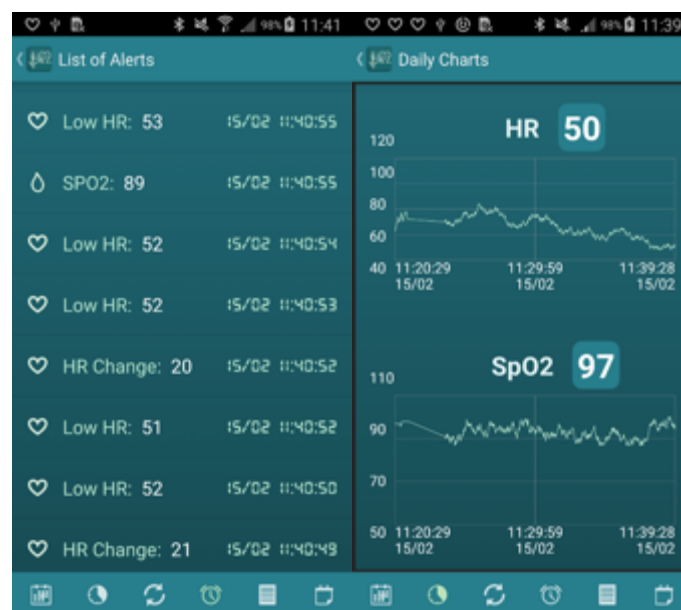 98% 11:41
List of Alerts
Low HR: 53 15/02 11:40:55
SPO2: 89 15/02 11:40:55
Low HR: 52 15/02 11:40:54
Low HR: 52 15/02 11:40:53
HR Change: 20 15/02 11:40:52
Low HR: 51 15/02 11:40:52
Low HR: 52 15/02 11:40:50
HR Change: 21 15/02 11:40:49
98% 11:39
Daily Charts
HR 50
120
100
80
60
40
11:20:29 11:29:59 11:39:28
15/02 15/02 15/02
SpO2 97
110
90
70
50
11:20:29 11:29:59 11:39:28
15/02 15/02 15/02